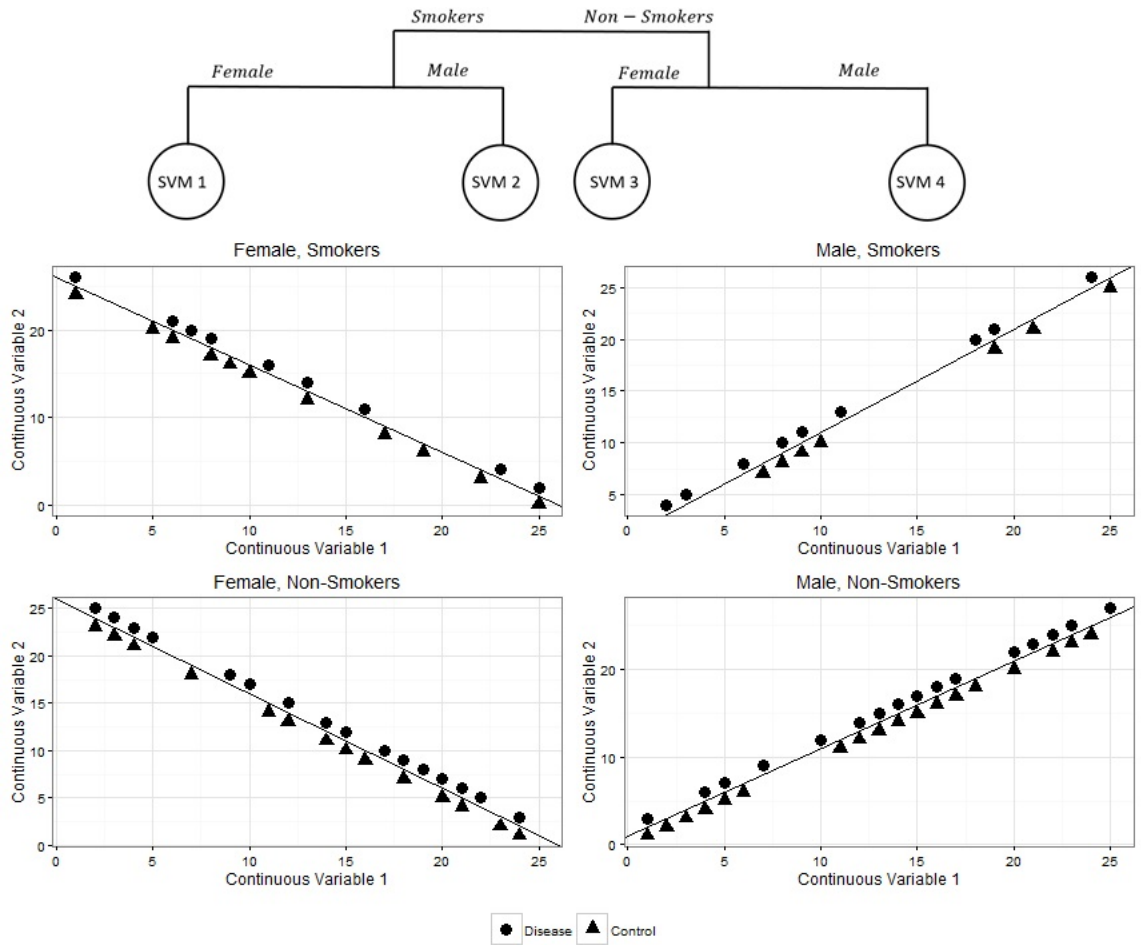 Smokers Non − Smokers
Female Male Female Male
SVM 1 SVM 2 SVM 3 SVM 4
Female, Smokers
Continuous Variable 2
20
10
0
0 5 10 15 20 25
Continuous Variable 1
Male, Smokers
Continuous Variable 2
25
20
15
10
5
0 5 10 15 20 25
Continuous Variable 1
Female, Non-Smokers
Continuous Variable 2
25
20
15
10
5
0
0 5 10 15 20 25
Continuous Variable 1
Male, Non-Smokers
Continuous Variable 2
20
10
0
0 5 10 15 20 25
Continuous Variable 1
Disease Control